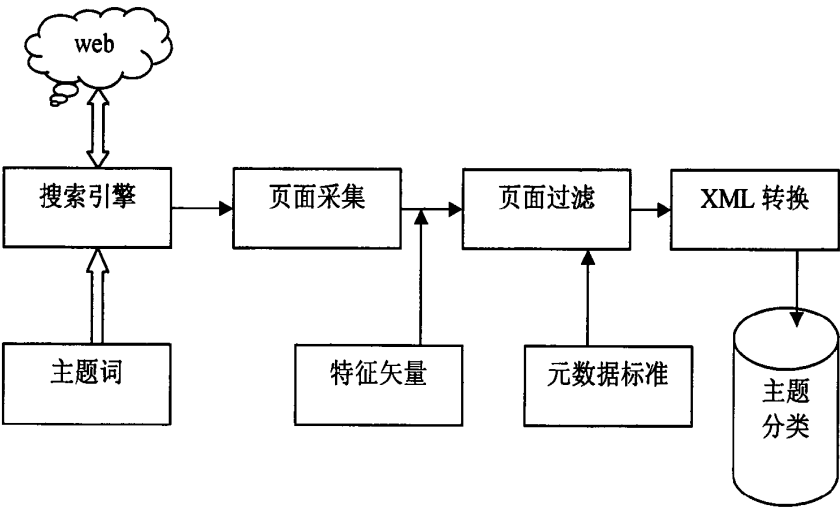 web
搜索引擎
页面采集
页面过滤
XML 转换
主题词
特征矢量
元数据标准
主题
分类